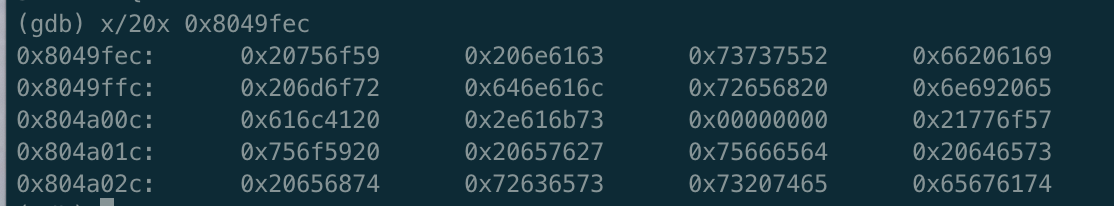 (gdb) x/20x 0x8049fec
0x8049fec: 0x20756f59 0x206e6163 0x73737552 0x66206169
0x8049ffc: 0x206d6f72 0x646e616c 0x72656820 0x6e692065
0x804a00c: 0x616c4120 0x2e616b73 0x00000000 0x21776f57
0x804a01c: 0x756f5920 0x20657627 0x75666564 0x20646573
0x804a02c: 0x20656874 0x72636573 0x73207465 0x65676174